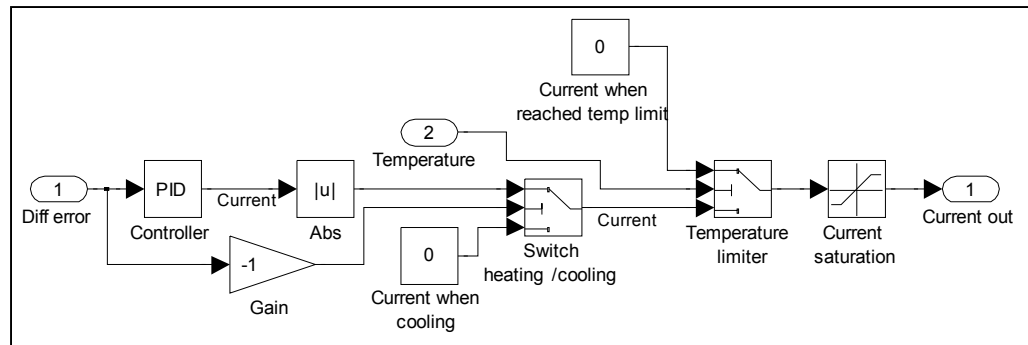 0
Current when
reached temp limit
2
Temperature
1
Diff error
PID
Controller
Current
|u|
Abs
-1
Gain
0
Current when
cooling
Switch
heating /cooling
Current
Temperature
limiter
Current
saturation
1
Current out